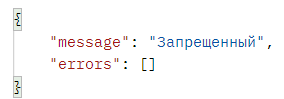 {
"message": "Запрещенный",
"errors": []
}